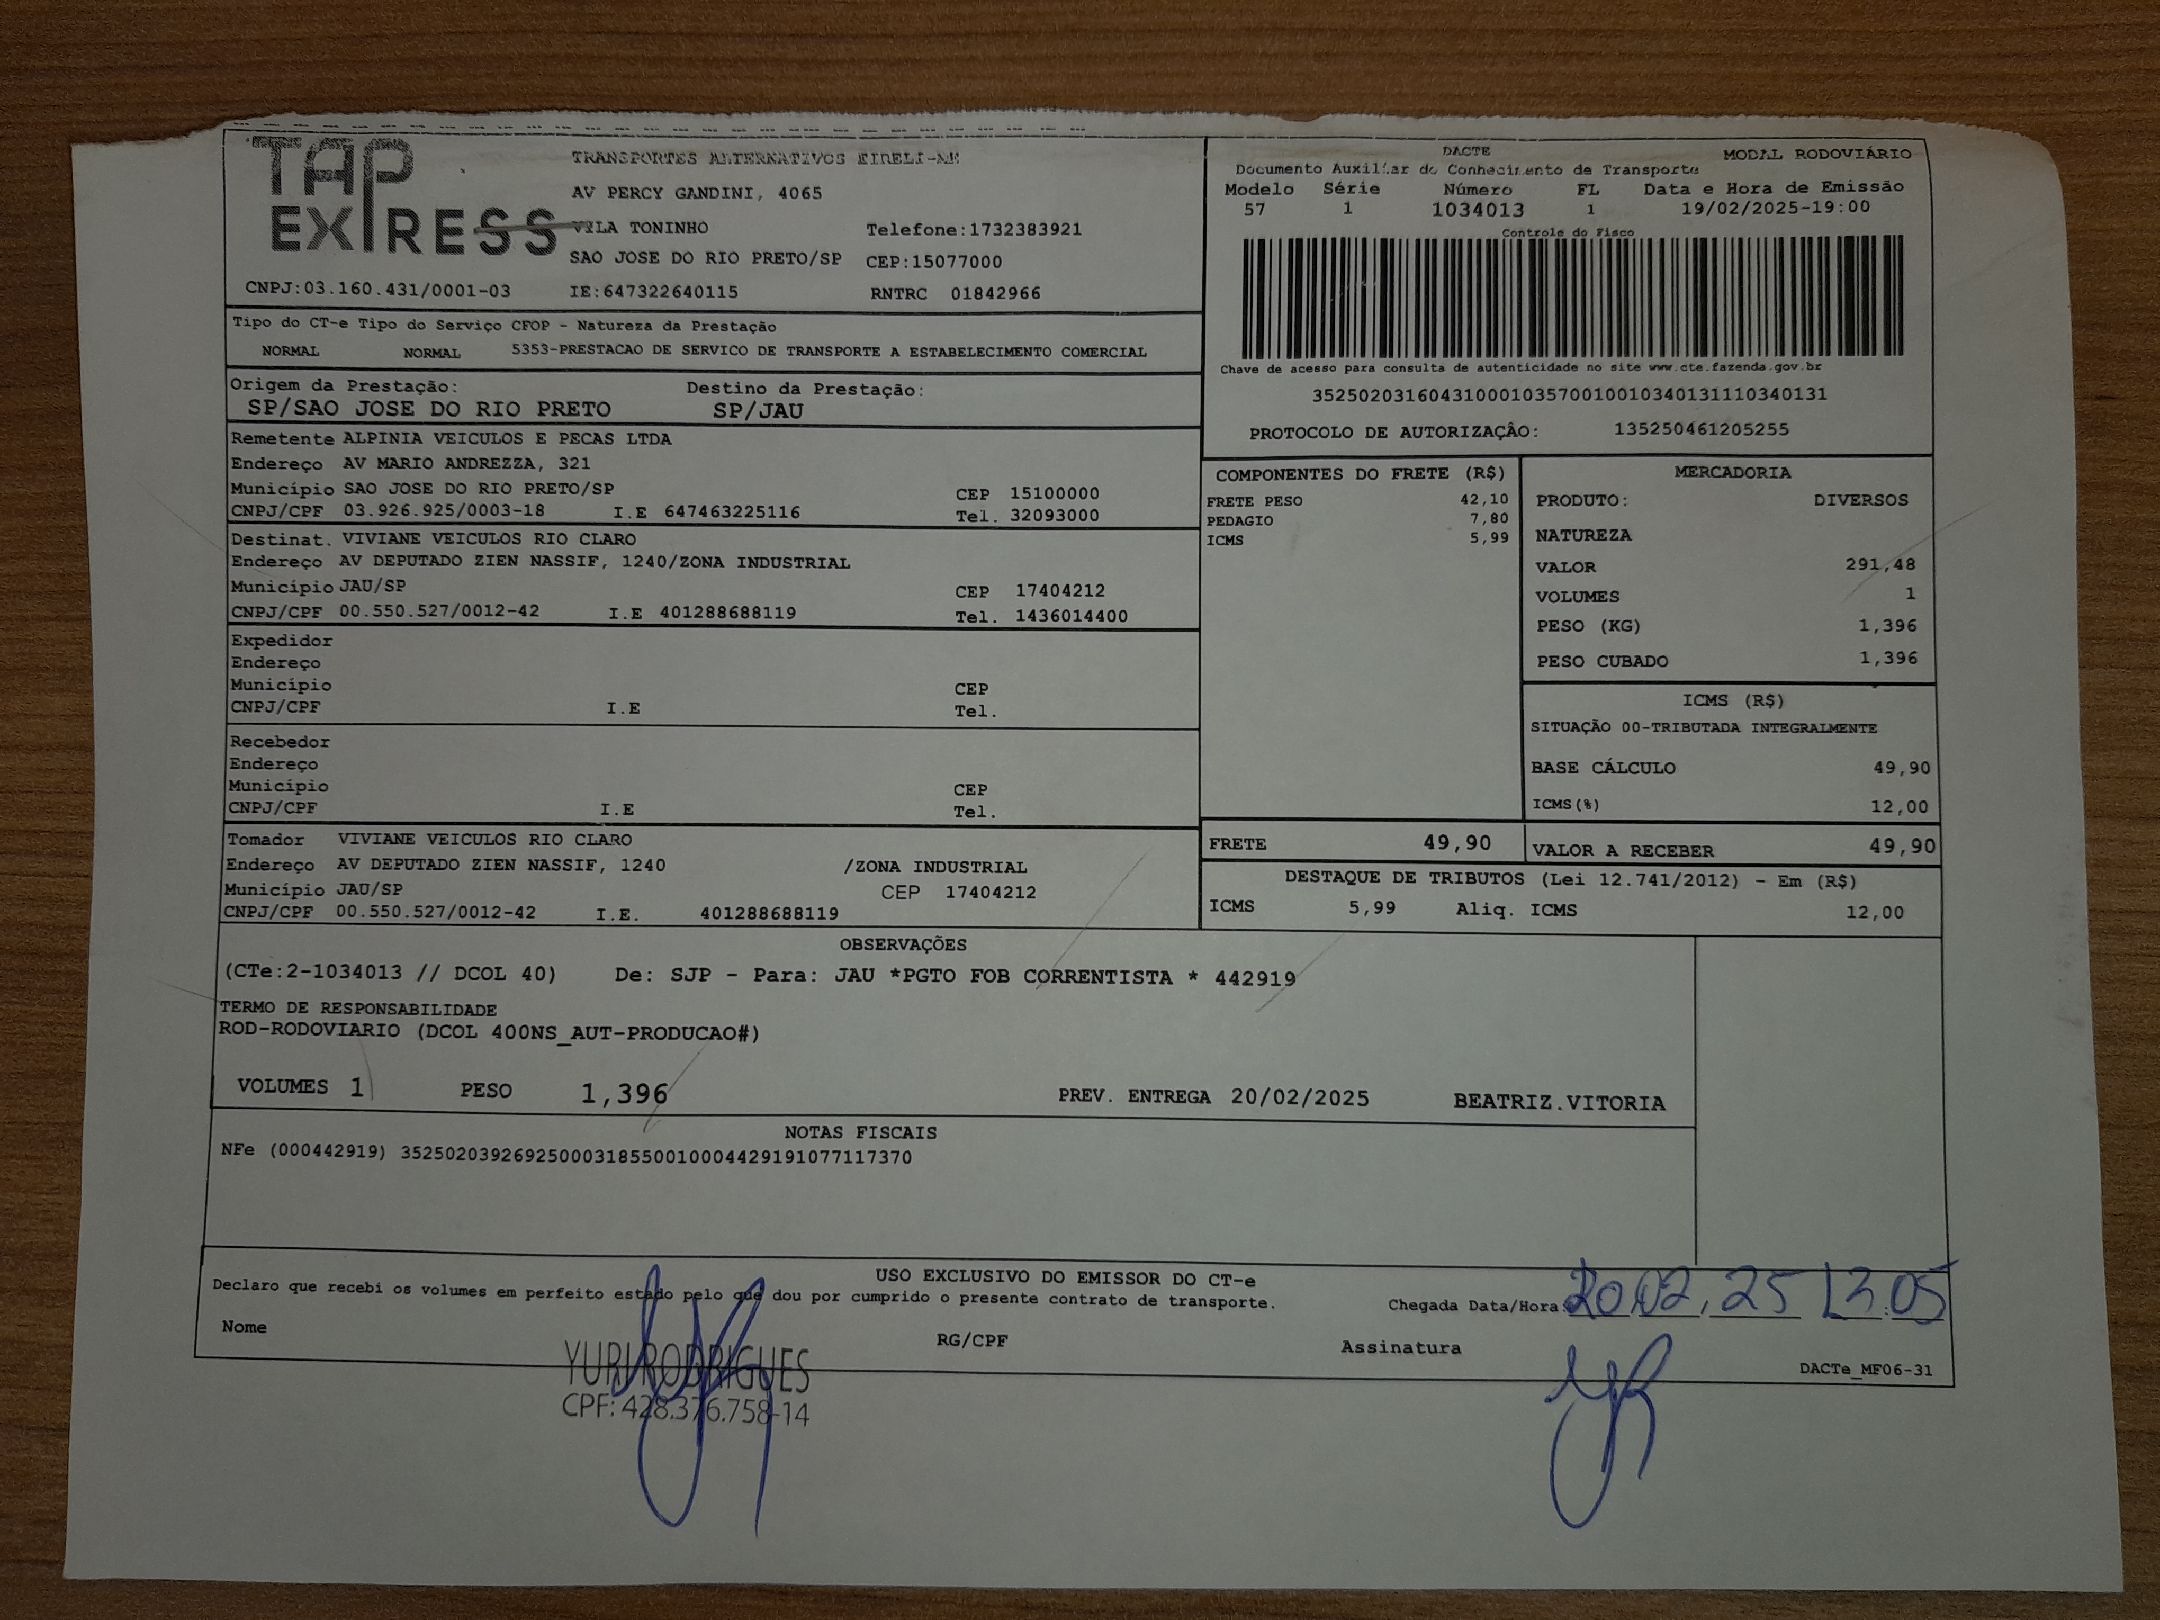 TAP
EXPRESS
TRANSPORTES ALTERNATIVOS EIRELI-ME
AV PERCY GANDINI, 4065
VILA TONINHO Telefone:1732383921
SAO JOSE DO RIO PRETO/SP CEP:15077000
CNPJ:03.160.431/0001-03 IE:647322640115 RNTRC 01842966
DACTE MODAL RODOVIÁRIO
Documento Auxiliar do Conhecimento de Transporte
Modelo Série Número FL Data e Hora de Emissão
57 1 1034013 1 19/02/2025-19:00
Controle do Fisco
Chave de acesso para consulta de autenticidade no site www.cte.fazenda.gov.br
35250203160431000103570010010340131110340131
PROTOCOLO DE AUTORIZAÇÂO: 135250461205255
Tipo do CT-e Tipo do Serviço CFOP - Natureza da Prestação
NORMAL NORMAL 5353-PRESTACAO DE SERVICO DE TRANSPORTE A ESTABELECIMENTO COMERCIAL
Origem da Prestação: Destino da Prestação:
SP/SAO JOSE DO RIO PRETO SP/JAU
Remetente ALPINIA VEICULOS E PECAS LTDA
Endereço AV MARIO ANDREZZA, 321
Município SAO JOSE DO RIO PRETO/SP CEP 15100000
CNPJ/CPF 03.926.925/0003-18 I.E 647463225116 Tel. 32093000
Destinat. VIVIANE VEICULOS RIO CLARO
Endereço AV DEPUTADO ZIEN NASSIF, 1240/ZONA INDUSTRIAL
Município JAU/SP CEP 17404212
CNPJ/CPF 00.550.527/0012-42 I.E 401288688119 Tel. 1436014400
Expedidor
Endereço
Município CEP
CNPJ/CPF I.E Tel.
Recebedor
Endereço
Município CEP
CNPJ/CPF I.E Tel.
Tomador VIVIANE VEICULOS RIO CLARO
Endereço AV DEPUTADO ZIEN NASSIF, 1240 /ZONA INDUSTRIAL
Município JAU/SP CEP 17404212
CNPJ/CPF 00.550.527/0012-42 I.E. 401288688119
COMPONENTES DO FRETE (R$)
FRETE PESO 42,10
PEDAGIO 7,80
ICMS 5,99
MERCADORIA
PRODUTO: DIVERSOS
NATUREZA
VALOR 291,48
VOLUMES 1
PESO (KG) 1,396
PESO CUBADO 1,396
ICMS (R$)
SITUAÇÃO 00-TRIBUTADA INTEGRALMENTE
BASE CÁLCULO 49,90
ICMS(%) 12,00
FRETE 49,90 VALOR A RECEBER 49,90
DESTAQUE DE TRIBUTOS (Lei 12.741/2012) - Em (R$)
ICMS 5,99 Aliq. ICMS 12,00
OBSERVAÇÕES
(CTe:2-1034013 // DCOL 40) De: SJP - Para: JAU *PGTO FOB CORRENTISTA * 442919
TERMO DE RESPONSABILIDADE
ROD-RODOVIARIO (DCOL 400NS_AUT-PRODUCAO#)
VOLUMES 1 PESO 1,396 PREV. ENTREGA 20/02/2025 BEATRIZ.VITORIA
NOTAS FISCAIS
NFe (000442919) 35250203926925000318550010004429191077117370
USO EXCLUSIVO DO EMISSOR DO CT-e
Declaro que recebi os volumes em perfeito estado pelo que dou por cumprido o presente contrato de transporte. Chegada Data/Hora: 20.02.25 13:05
Nome RG/CPF Assinatura
DACTe_MF06-31
YURI RODRIGUES
CPF: 428.376.758-14